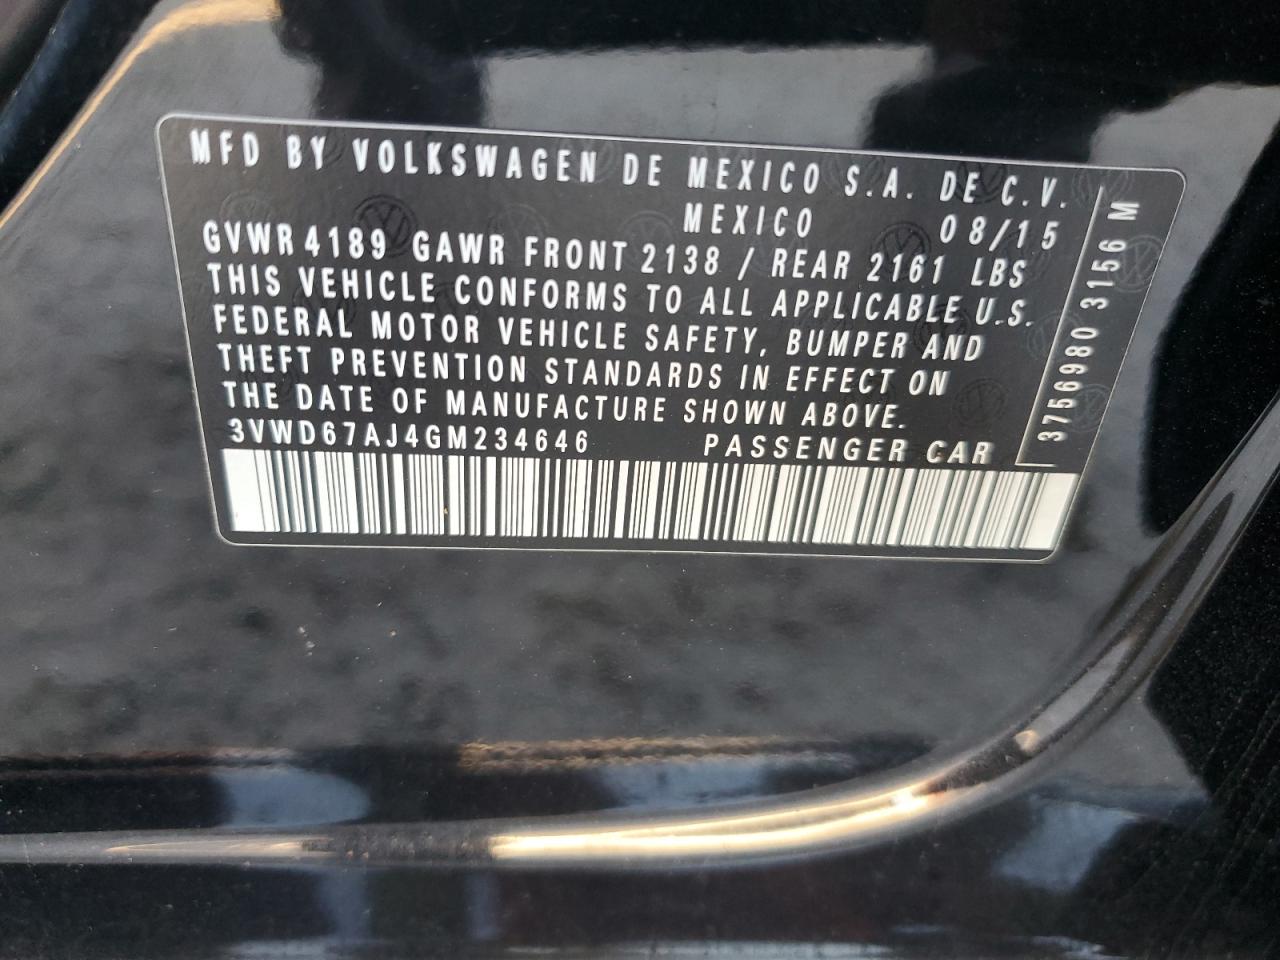 MFD BY VOLKSWAGEN DE MEXICO S.A. DE C.V.
MEXICO 08/15
GVWR 4189 GAWR FRONT 2138 / REAR 2161 LBS
THIS VEHICLE CONFORMS TO ALL APPLICABLE U.S.
FEDERAL MOTOR VEHICLE SAFETY, BUMPER AND
THEFT PREVENTION STANDARDS IN EFFECT ON
THE DATE OF MANUFACTURE SHOWN ABOVE.
3VWD67AJ4GM234646 PASSENGER CAR
3756980 3156 M